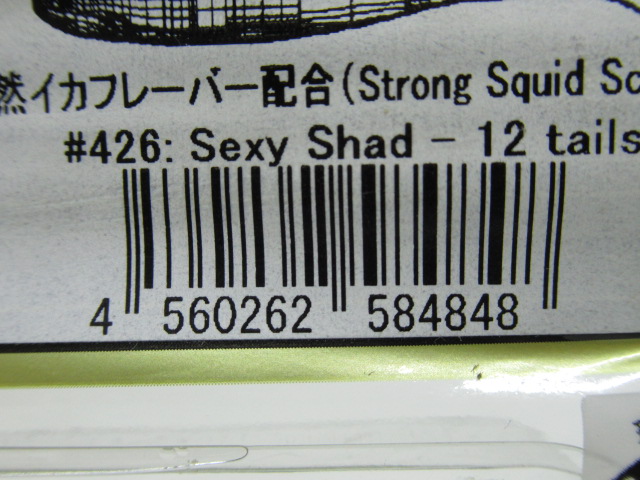 然イカフレーバー配合(Strong Squid Sc
#426: Sexy Shad - 12 tails
4 560262 584848